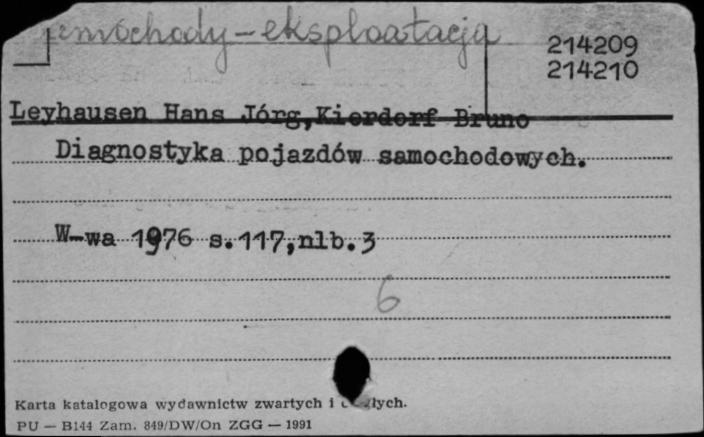 samochody - eksploatacja
214209
214210
Leyhausen Hans Jórg,Kierdorf Bruno
Diagnostyka pojazdów samochodowych.
W-wa 1976 s.117,nlb.3
6
Karta katalogowa wydawnictw zwartych i
PU — B144 Zam. 849/DW/On ZGG — 1991